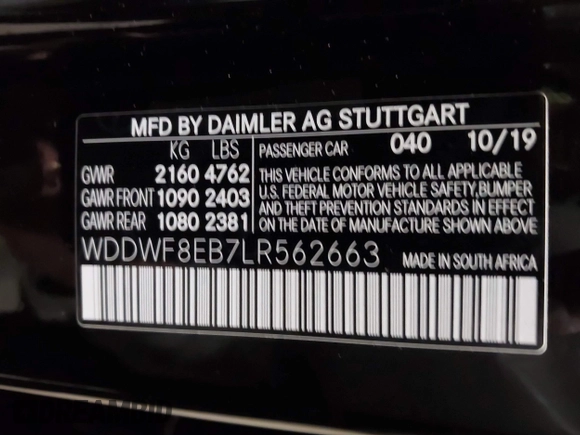 MFD BY DAIMLER AG STUTTGART
KG LBS PASSENGER CAR 040 10/19
GVWR 2160 4762
GAWR FRONT 1090 2403
GAWR REAR 1080 2381
THIS VEHICLE CONFORMS TO ALL APPLICABLE
U.S. FEDERAL MOTOR VEHICLE SAFETY, BUMPER
AND THEFT PREVENTION STANDARDS IN EFFECT
ON THE DATE OF MANUFACTURE SHOWN ABOVE
WDDWF8EB7LR562663 MADE IN SOUTH AFRICA